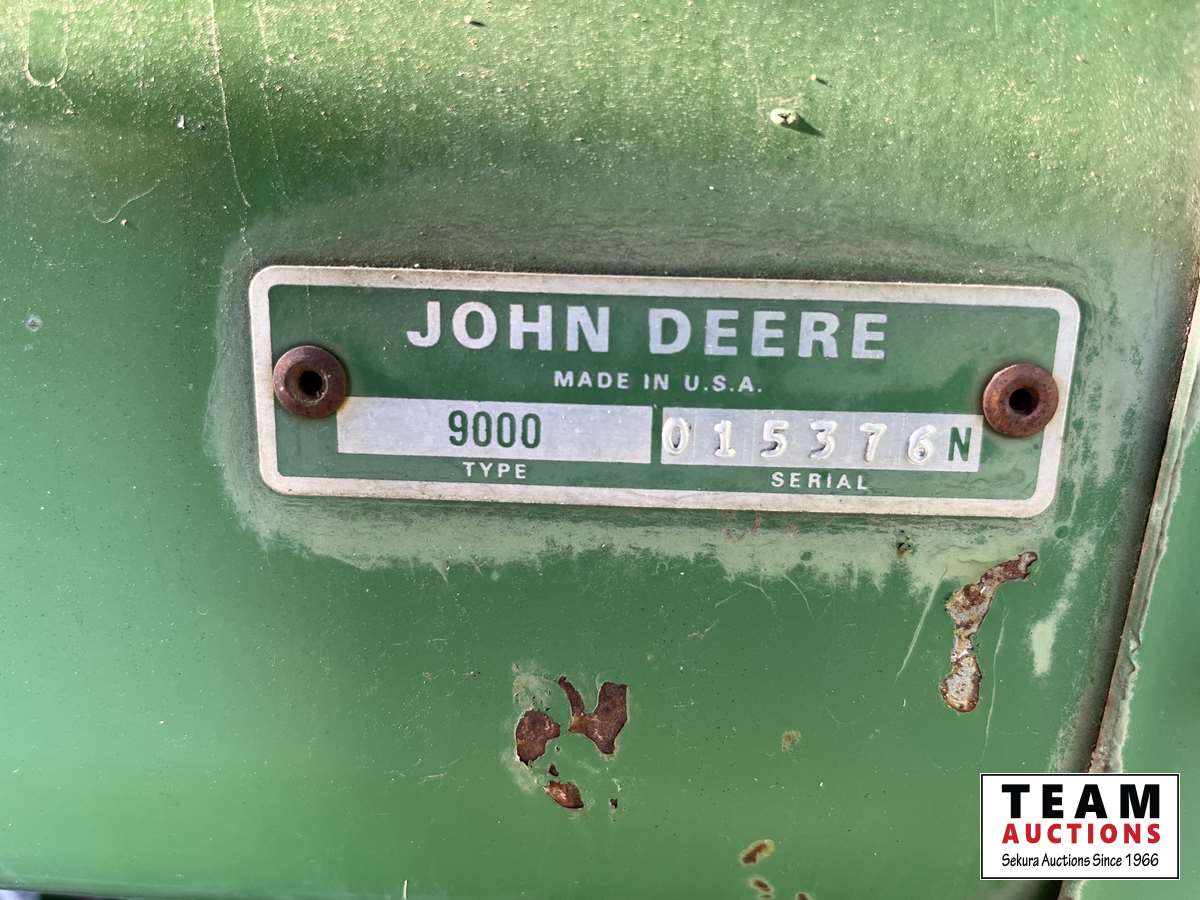 JOHN DEERE
MADE IN U.S.A.
9000 015376N
TYPE SERIAL
TEAM
AUCTIONS
Sekura Auctions Since 1966